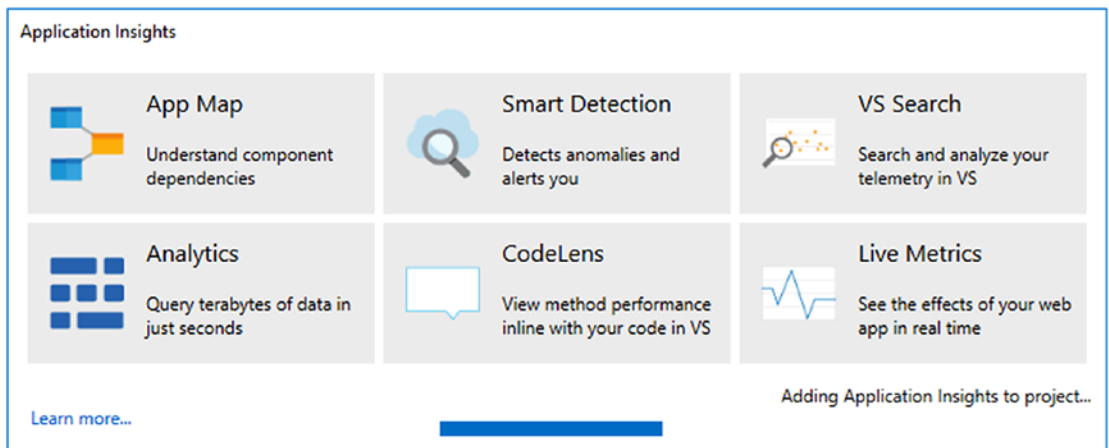 Application Insights
App Map
Understand component
dependencies
Smart Detection
Detects anomalies and
alerts you
VS Search
Search and analyze your
telemetry in VS
Analytics
Query terabytes of data in
just seconds
CodeLens
View method performance
inline with your code in VS
Live Metrics
See the effects of your web
app in real time
Adding Application Insights to project...
Learn more...